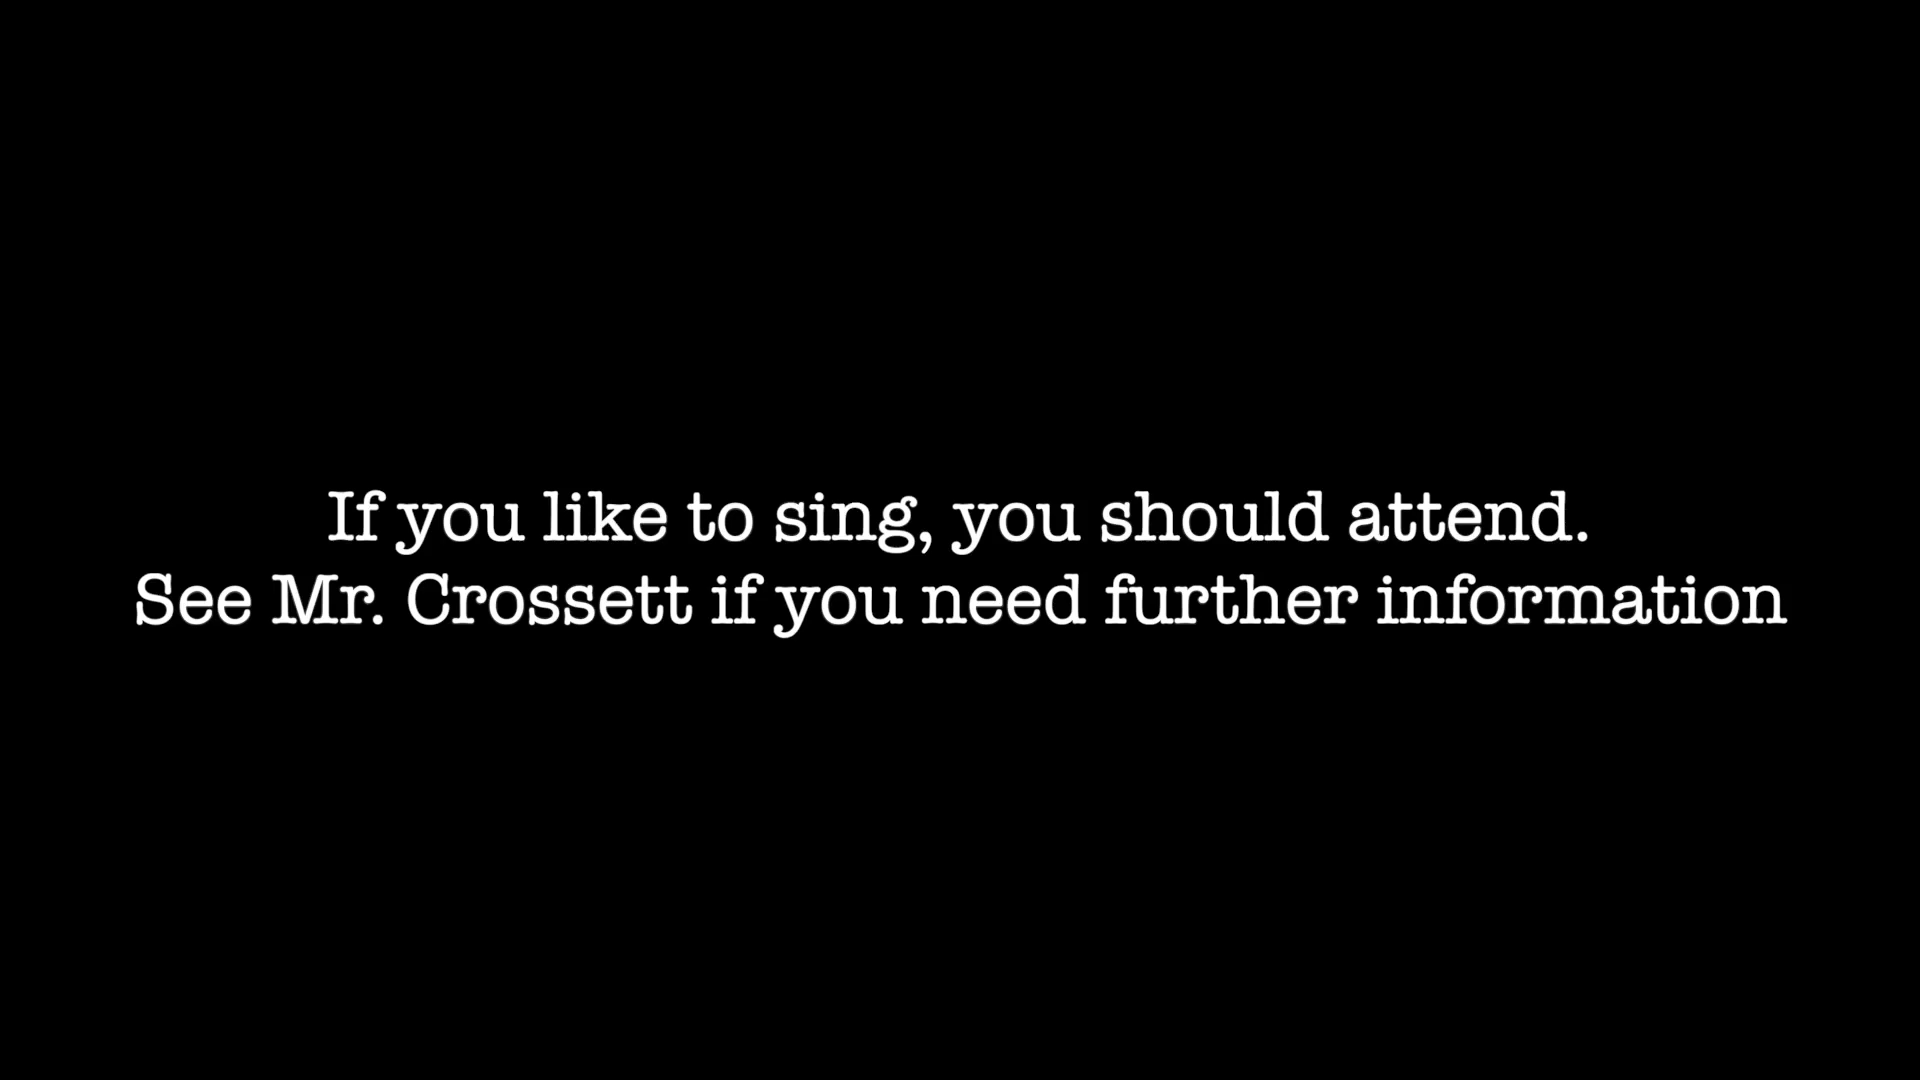 If you like to sing, you should attend.
See Mr. Crossett if you need further information